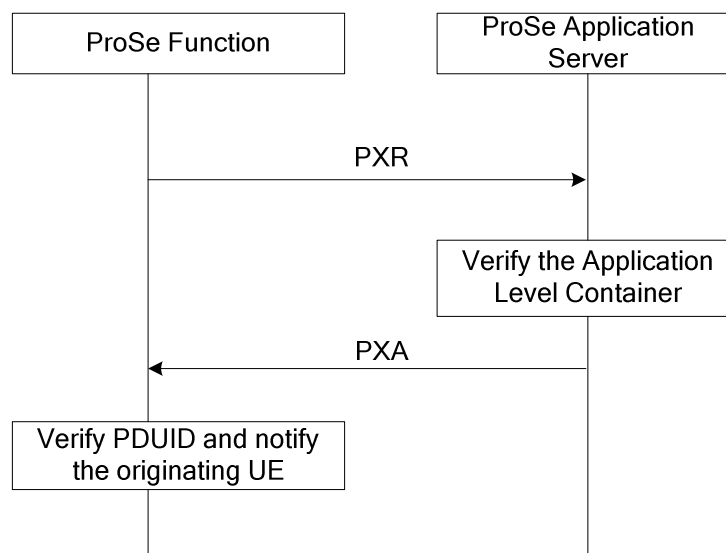 ProSe Function
ProSe Application
Server
PXR
Verify the Application
Level Container
PXA
Verify PDUID and notify
the originating UE